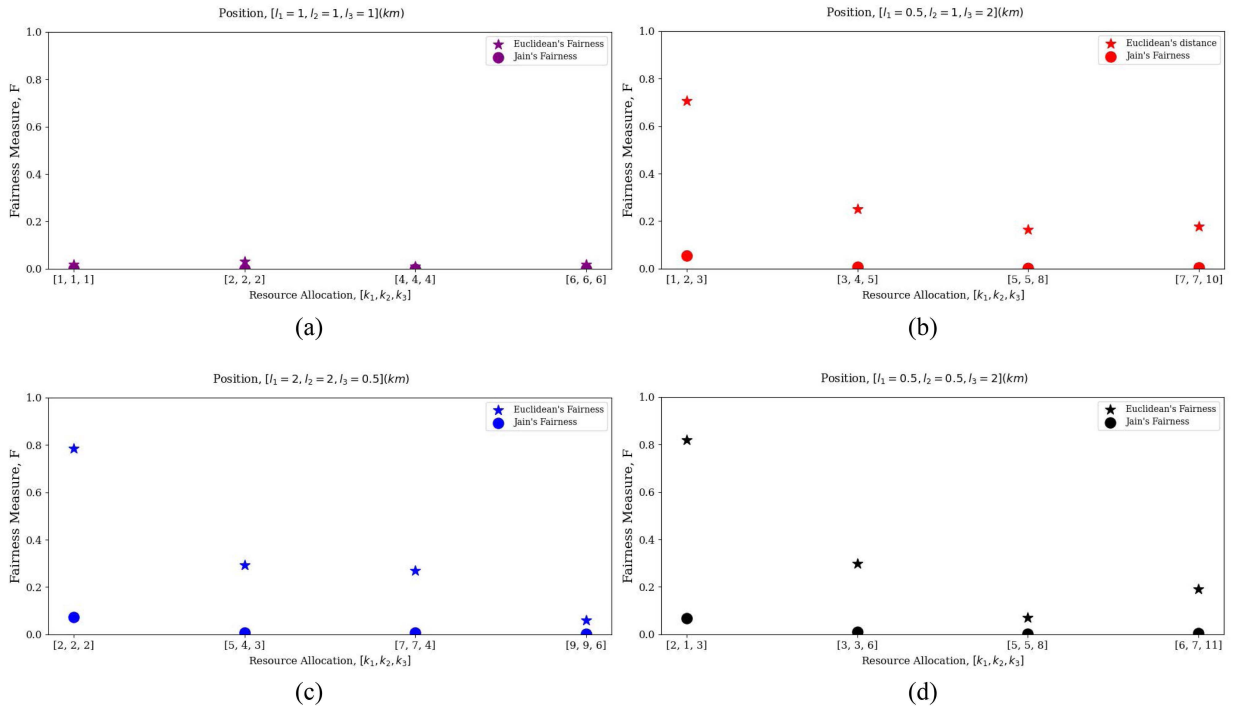 Position, [l₁ = 1, l₂ = 1, l₃ = 1](km)
1.0
0.8
0.6
0.4
0.2
0.0
Fairness Measure, F
Euclidean's Fairness
Jain's Fairness
[1, 1, 1]
[2, 2, 2]
[4, 4, 4]
[6, 6, 6]
Resource Allocation, [k₁, k₂, k₃]
(a)
Position, [l₁ = 0.5, l₂ = 1, l₃ = 2](km)
1.0
0.8
0.6
0.4
0.2
0.0
Fairness Measure, F
Euclidean's distance
Jain's Fairness
[1, 2, 3]
[3, 4, 5]
[5, 5, 8]
[7, 7, 10]
Resource Allocation, [k₁, k₂, k₃]
(b)
Position, [l₁ = 2, l₂ = 2, l₃ = 0.5](km)
1.0
0.8
0.6
0.4
0.2
0.0
Fairness Measure, F
Euclidean's Fairness
Jain's Fairness
[2, 2, 2]
[5, 4, 3]
[7, 7, 4]
[9, 9, 6]
Resource Allocation, [k₁, k₂, k₃]
(c)
Position, [l₁ = 0.5, l₂ = 0.5, l₃ = 2](km)
1.0
0.8
0.6
0.4
0.2
0.0
Fairness Measure, F
Euclidean's Fairness
Jain's Fairness
[2, 1, 3]
[3, 3, 6]
[5, 5, 8]
[6, 7, 11]
Resource Allocation, [k₁, k₂, k₃]
(d)